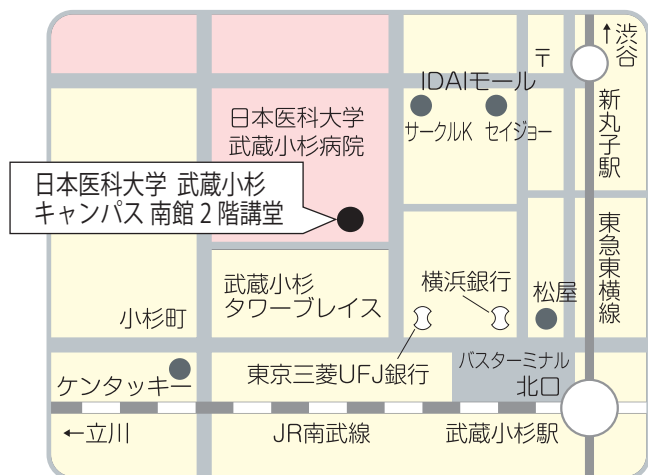 ↑渋谷
〒
IDAIモール
サークルK
セイジョー
新丸子駅
日本医科大学
武蔵小杉病院
日本医科大学 武蔵小杉
キャンパス 南館2階講堂
東急東横線
武蔵小杉
タワープレイス
横浜銀行
松屋
小杉町
ケンタッキー
東京三菱UFJ銀行
バスターミナル
北口
←立川
JR南武線
武蔵小杉駅